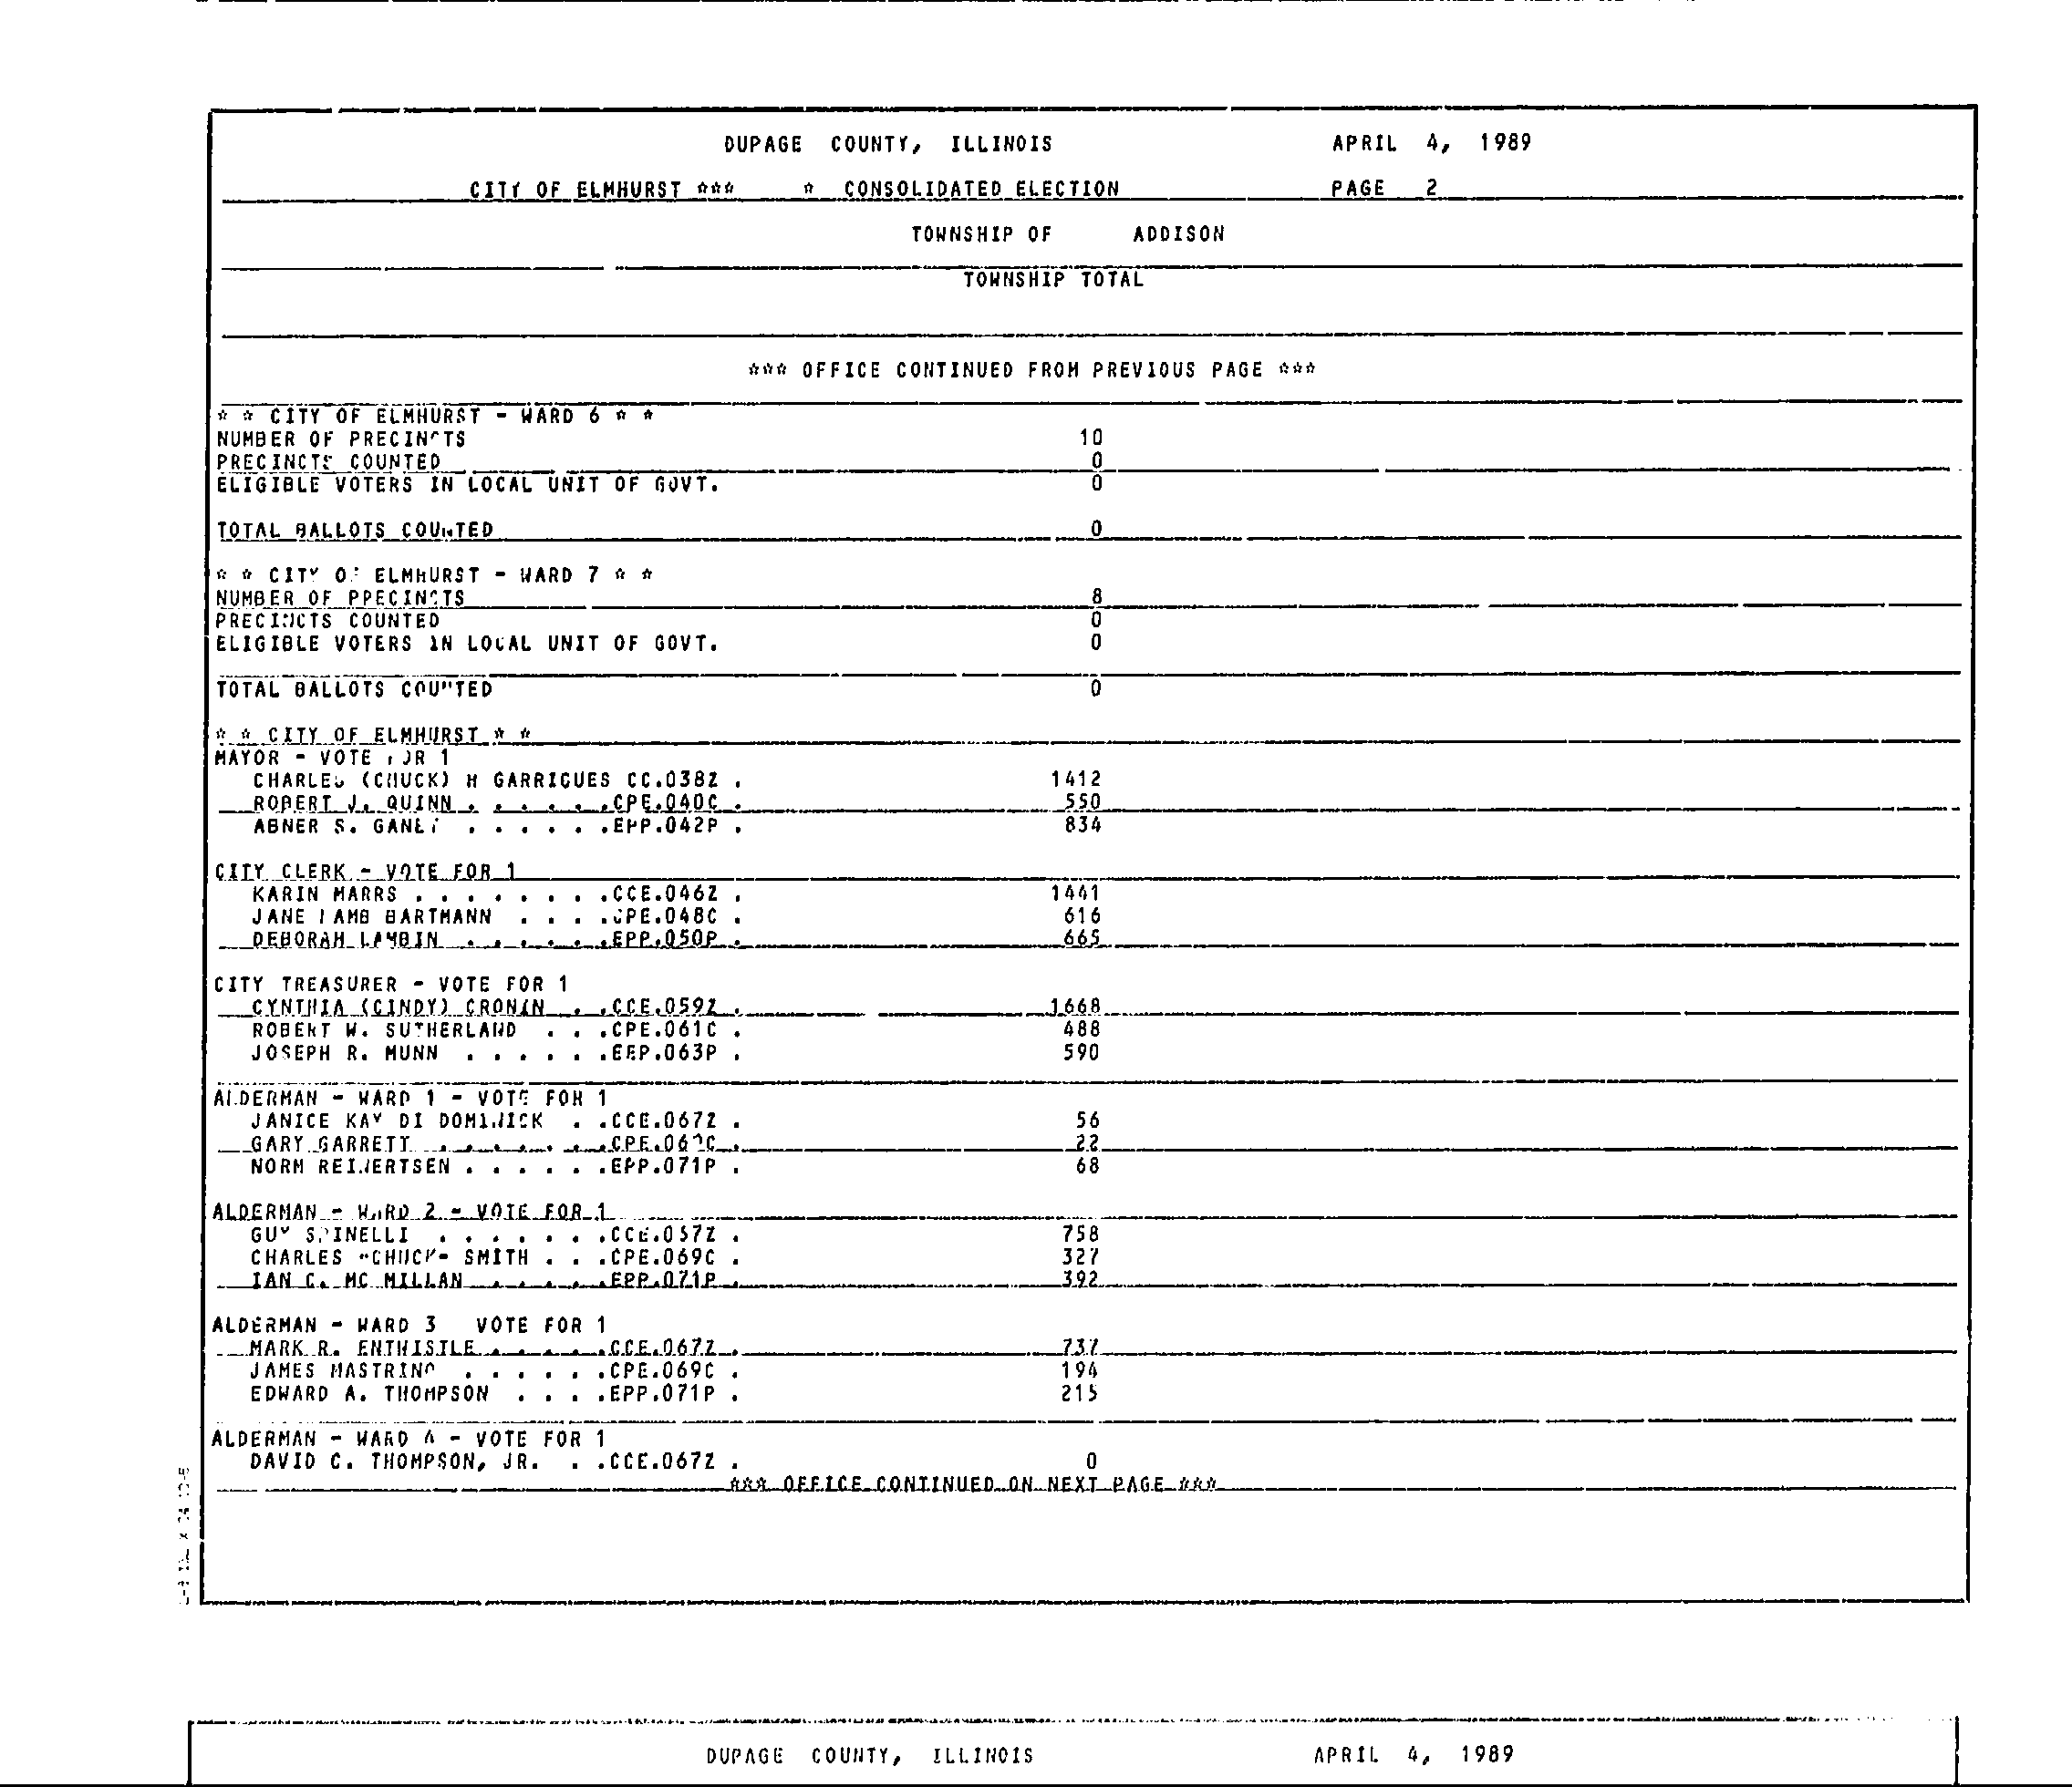 DUPAGE COUNTY, ILLINOIS APRIL 4, 1989
CITY OF ELMHURST *** * CONSOLIDATED ELECTION PAGE 2
TOWNSHIP OF ADDISON
TOWNSHIP TOTAL
*** OFFICE CONTINUED FROM PREVIOUS PAGE ***
* * CITY OF ELMHURST - WARD 6 * *
NUMBER OF PRECINCTS 10
PRECINCTS COUNTED 0
ELIGIBLE VOTERS IN LOCAL UNIT OF GOVT. 0
TOTAL BALLOTS COUNTED 0
* * CITY OF ELMHURST - WARD 7 * *
NUMBER OF PRECINCTS 8
PRECINCTS COUNTED 0
ELIGIBLE VOTERS IN LOCAL UNIT OF GOVT. 0
TOTAL BALLOTS COUNTED 0
* * CITY OF ELMHURST * *
MAYOR - VOTE FOR 1
CHARLES (CHUCK) H GARRIGUES CC.038Z . 1412
ROBERT J. QUINN . . . . . .CPE.040C . 550
ABNER S. . . . . . .EPP.042P . 834
CITY CLERK - VOTE FOR 1
KARIN MARRS . . . . . . . .CCE.046Z . 1441
JANE LAMB BARTMANN . . . .CPE.048C . 616
DEBORAH LAMBIN . . . . . .EPP.050P . 665
CITY TREASURER - VOTE FOR 1
CYNTHIA (CINDY) CRONIN . .CCE.059Z . 1668
ROBERT W. SUTHERLAND . . .CPE.061C . 488
JOSEPH R. MUNN . . . . . .EPP.063P . 590
ALDERMAN - WARD 1 - VOTE FOR 1
JANICE KAY DI DOMINICK . .CCE.067Z . 56
GARY GARRETT . . . . . . .CPE.069C . 22
NORM REINERTSEN . . . . . .EPP.071P . 68
ALDERMAN - WARD 2 - VOTE FOR 1
GUY SPINELLI . . . . . . .CCE.067Z . 758
CHARLES "CHUCK" SMITH . . .CPE.069C . 327
IAN C. MC MILLAN . . . . .EPP.071P . 392
ALDERMAN - WARD 3 VOTE FOR 1
MARK R. ENTWISTLE . . . . .CCE.067Z . 737
JAMES MASTRINO . . . . . .CPE.069C . 194
EDWARD A. THOMPSON . . . .EPP.071P . 215
ALDERMAN - WARD 4 - VOTE FOR 1
DAVID C. THOMPSON, JR. . .CCE.067Z . 0
*** OFFICE CONTINUED ON NEXT PAGE ***
DUPAGE COUNTY, ILLINOIS APRIL 4, 1989